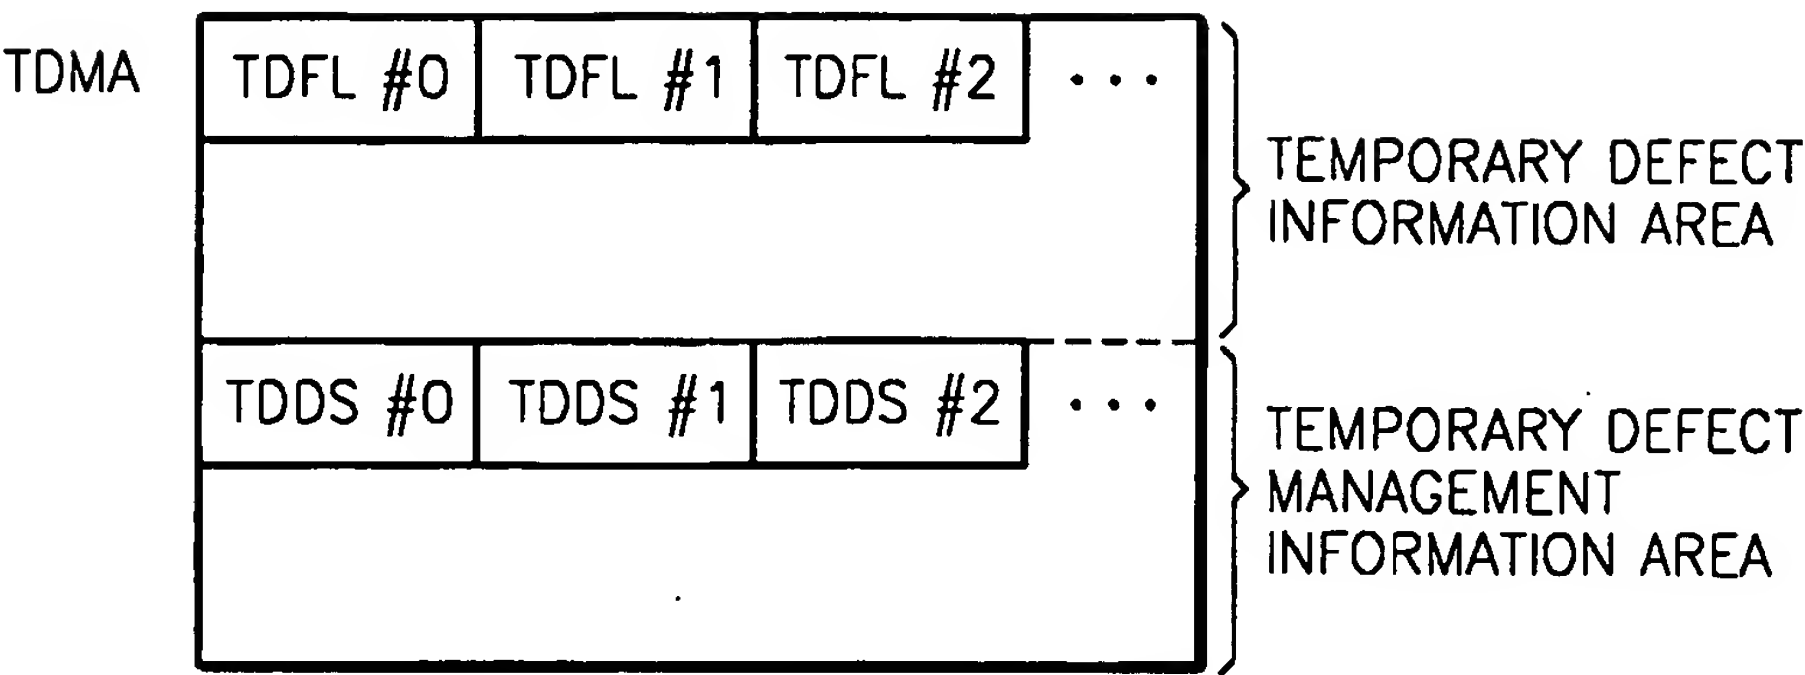 TDMA
TDFL #0 TDFL #1 TDFL #2 ...
TEMPORARY DEFECT
INFORMATION AREA
TDDS #0 TDDS #1 TDDS #2 ...
TEMPORARY DEFECT
MANAGEMENT
INFORMATION AREA